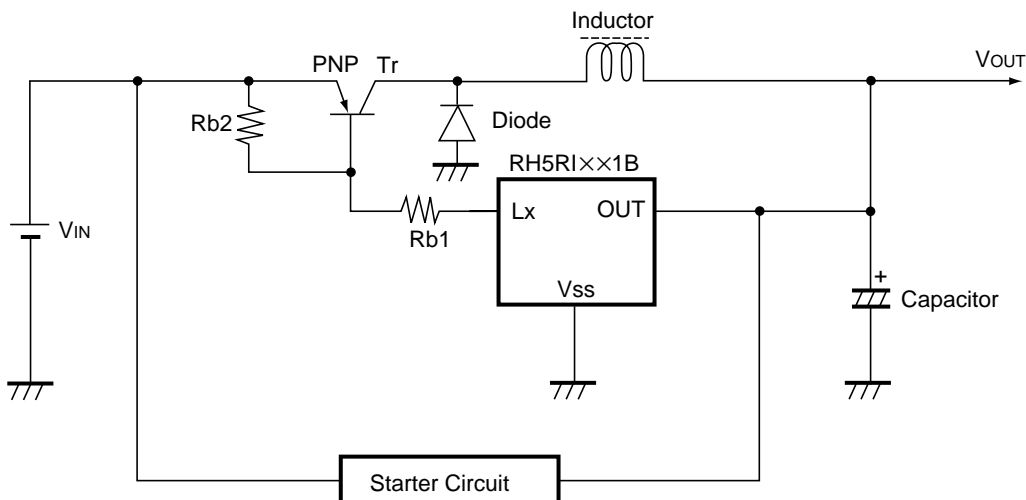 Inductor
PNP Tr
VOUT
Rb2
Diode
RH5RI××1B
Lx OUT
VIN
Rb1
Vss
+
Capacitor
Starter Circuit